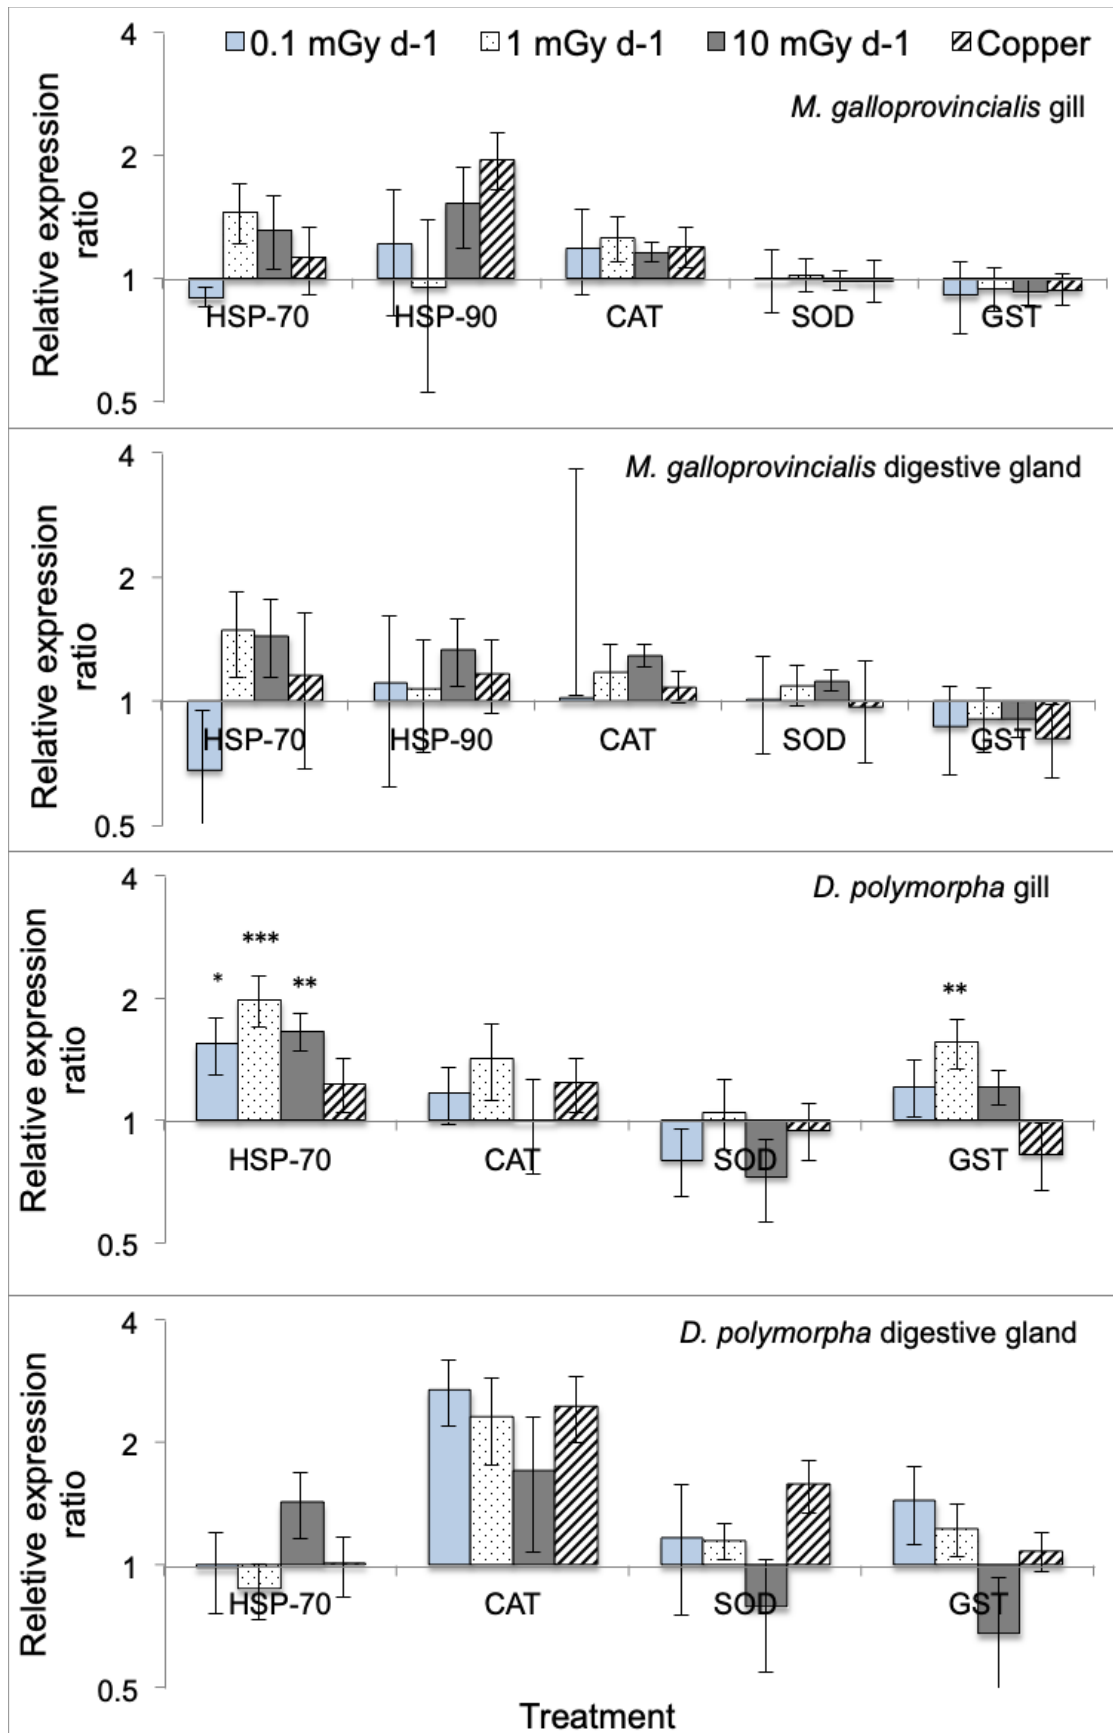 4
0.1 mGy d-1 1 mGy d-1 10 mGy d-1 Copper
M. galloprovincialis gill
Relative expression
ratio
2
1
HSP-70 HSP-90 CAT SOD GST
0.5
4
M. galloprovincialis digestive gland
Relative expression
ratio
2
1
HSP-70 HSP-90 CAT SOD GST
0.5
4
D. polymorpha gill
Relative expression
ratio
* *** ** **
2
1
HSP-70 CAT SOD GST
0.5
4
D. polymorpha digestive gland
Reletive expression
ratio
2
1
HSP-70 CAT SOD GST
0.5
Treatment